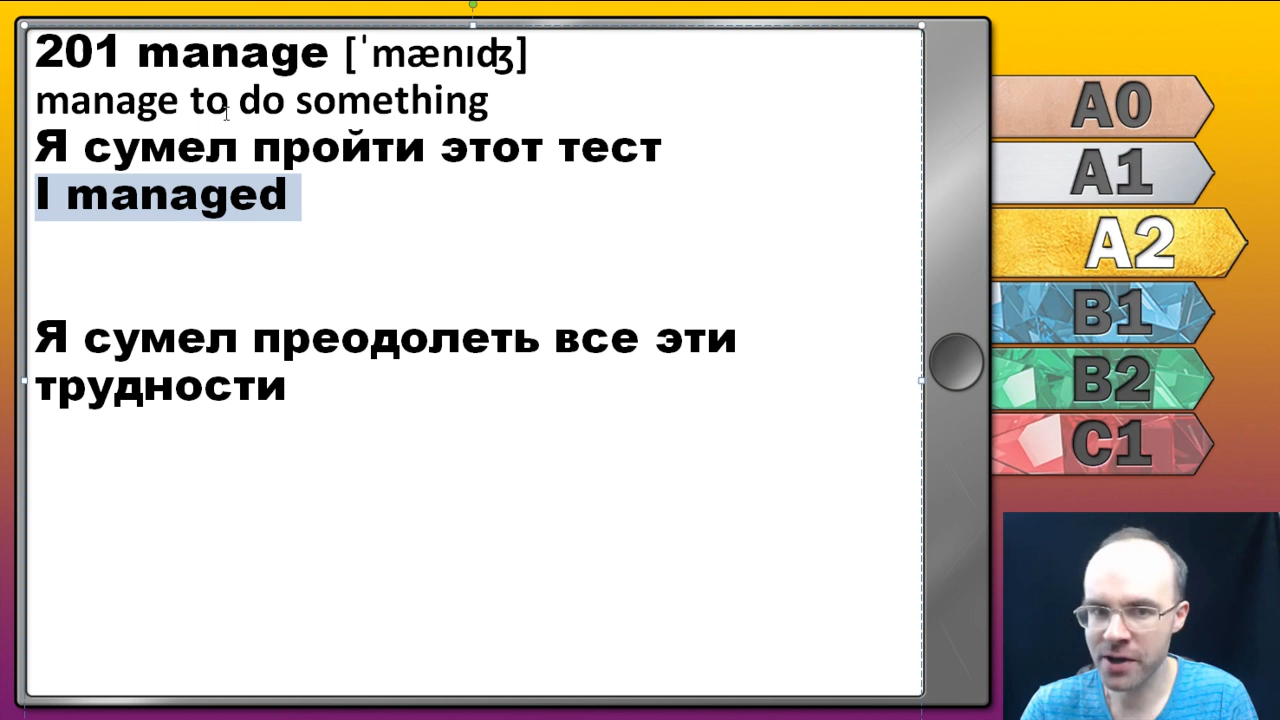 201 manage [ˈmænɪʤ]
manage to do something
Я сумел пройти этот тест
I managed
Я сумел преодолеть все эти
трудности
A0
A1
A2
B1
B2
C1